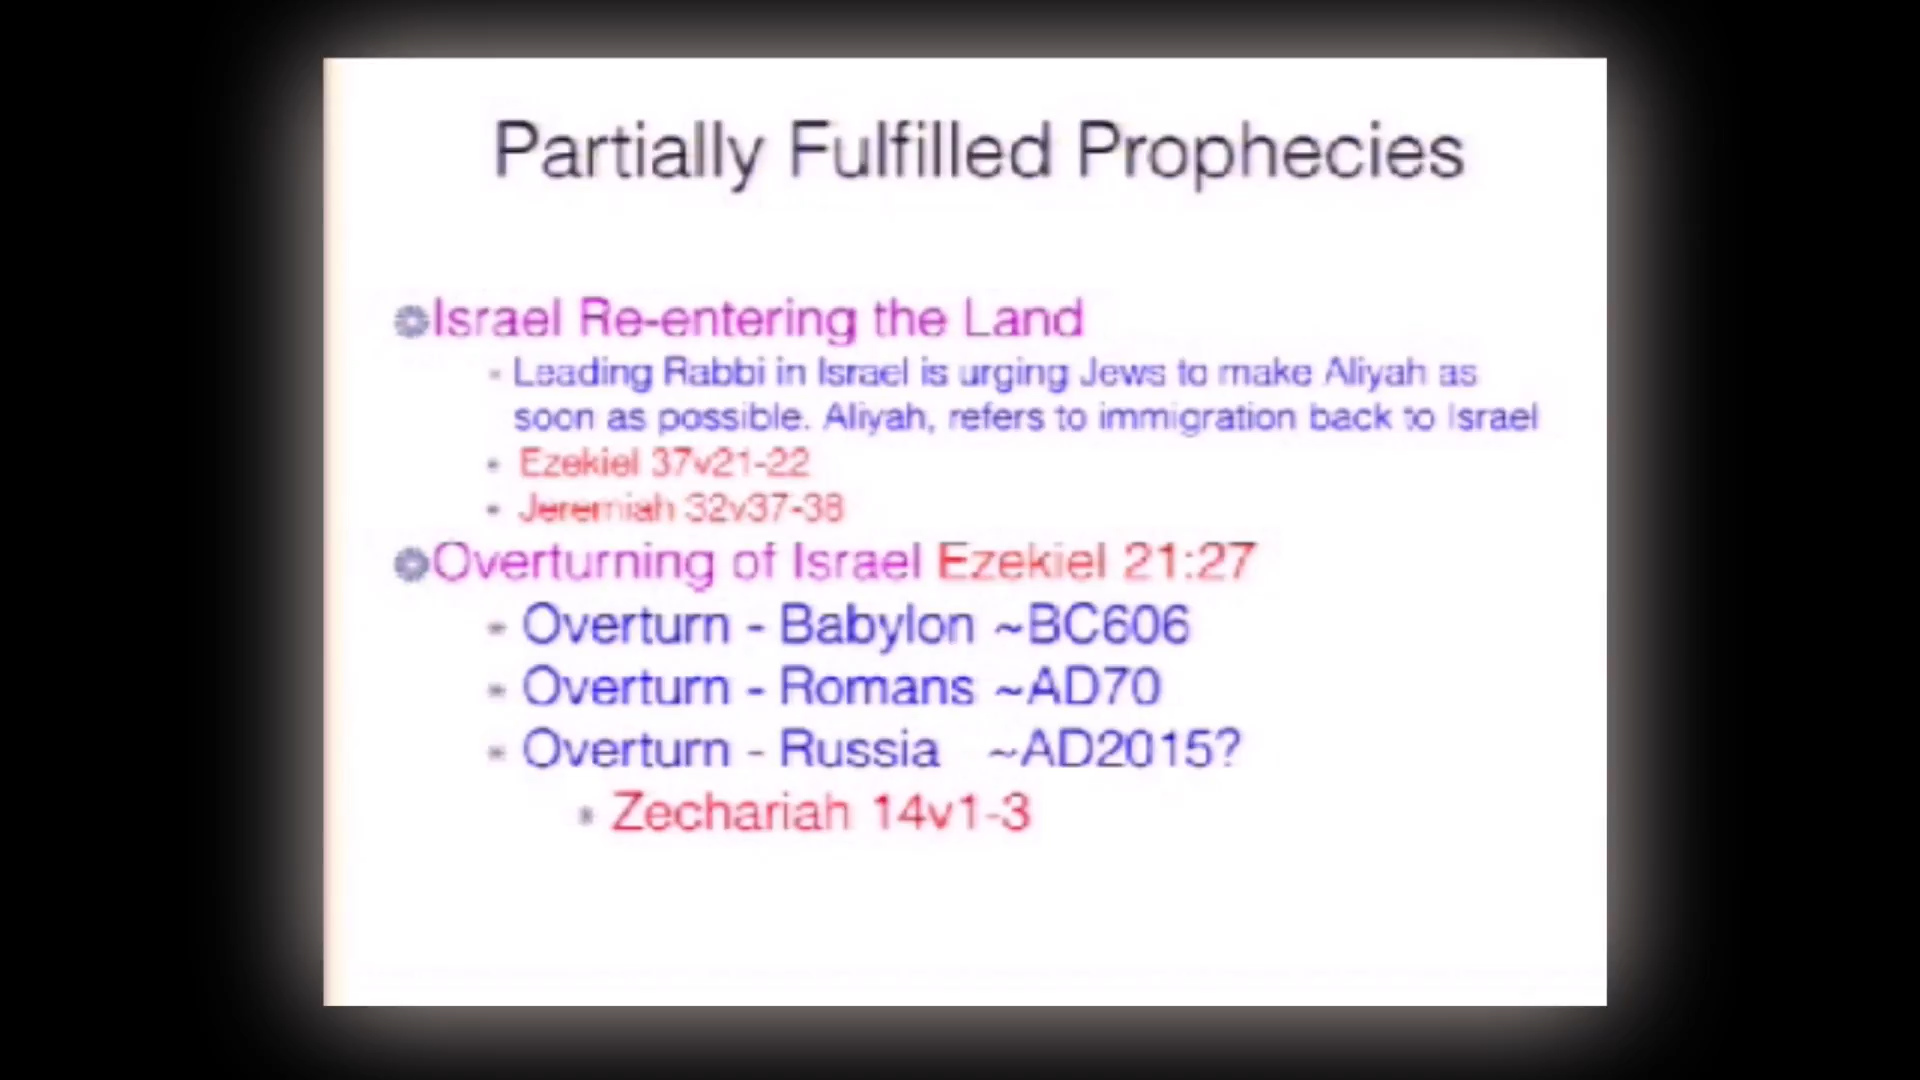 Partially Fulfilled Prophecies
Israel Re-entering the Land
Leading Rabbi in Israel is urging Jews to make Aliyah as
soon as possible. Aliyah, refers to immigration back to Israel
Ezekiel 37v21-22
Jeremiah 32v37-38
Overturning of Israel Ezekiel 21:27
Overturn - Babylon ~BC606
Overturn - Romans ~AD70
Overturn - Russia ~AD2015?
Zechariah 14v1-3